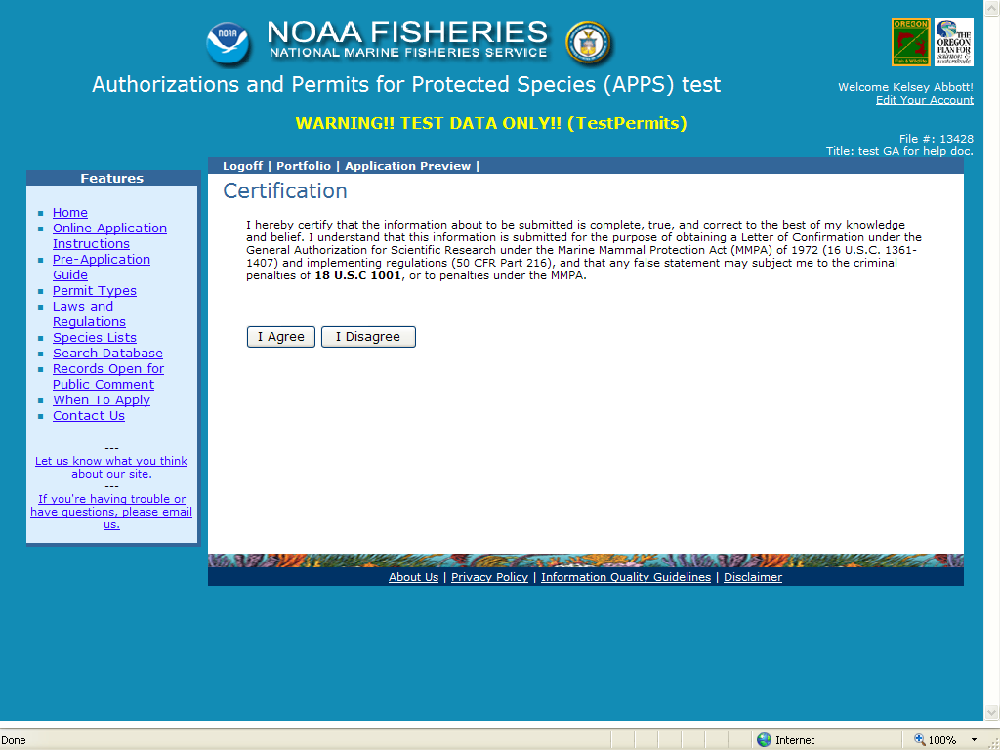 NOAA
NOAA FISHERIES
NATIONAL MARINE FISHERIES SERVICE
OREGON
Fish & Wildlife
THE
OREGON
PLAN FOR
salmon &
watersheds
Authorizations and Permits for Protected Species (APPS) test
Welcome Kelsey Abbott!
Edit Your Account
WARNING!! TEST DATA ONLY!! (TestPermits)
File #: 13428
Title: test GA for help doc.
Logoff | Portfolio | Application Preview |
Features
Home
Online Application
Instructions
Pre-Application
Guide
Permit Types
Laws and
Regulations
Species Lists
Search Database
Records Open for
Public Comment
When To Apply
Contact Us
---
Let us know what you think
about our site.
---
If you're having trouble or
have questions, please email
us.
Certification
I hereby certify that the information about to be submitted is complete, true, and correct to the best of my knowledge
and belief. I understand that this information is submitted for the purpose of obtaining a Letter of Confirmation under the
General Authorization for Scientific Research under the Marine Mammal Protection Act (MMPA) of 1972 (16 U.S.C. 1361-
1407) and implementing regulations (50 CFR Part 216), and that any false statement may subject me to the criminal
penalties of 18 U.S.C 1001, or to penalties under the MMPA.
I Agree I Disagree
About Us | Privacy Policy | Information Quality Guidelines | Disclaimer
Done
Internet
100%